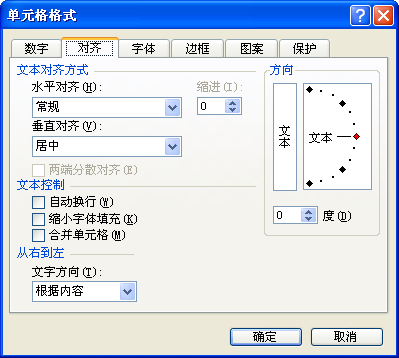 单元格格式
数字 对齐 字体 边框 图案 保护
文本对齐方式
水平对齐(H):
缩进(I):
常规
0
垂直对齐(V):
居中
两端分散对齐(E)
文本控制
自动换行(W)
缩小字体填充(K)
合并单元格(M)
从右到左
文字方向(T):
根据内容
方向
文本
文本
0 度(D)
确定 取消